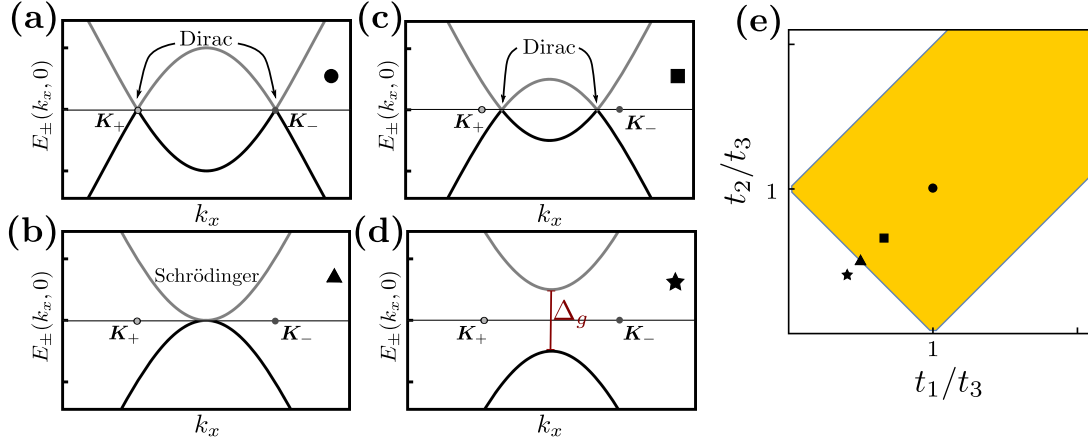 (a)
Dirac
E±(kx, 0)
K+
K−
kx
(c)
Dirac
E±(kx, 0)
K+
K−
kx
(b)
Schrödinger
E±(kx, 0)
K+
K−
kx
(d)
Δg
E±(kx, 0)
K+
K−
kx
(e)
t2/t3
1
1
t1/t3